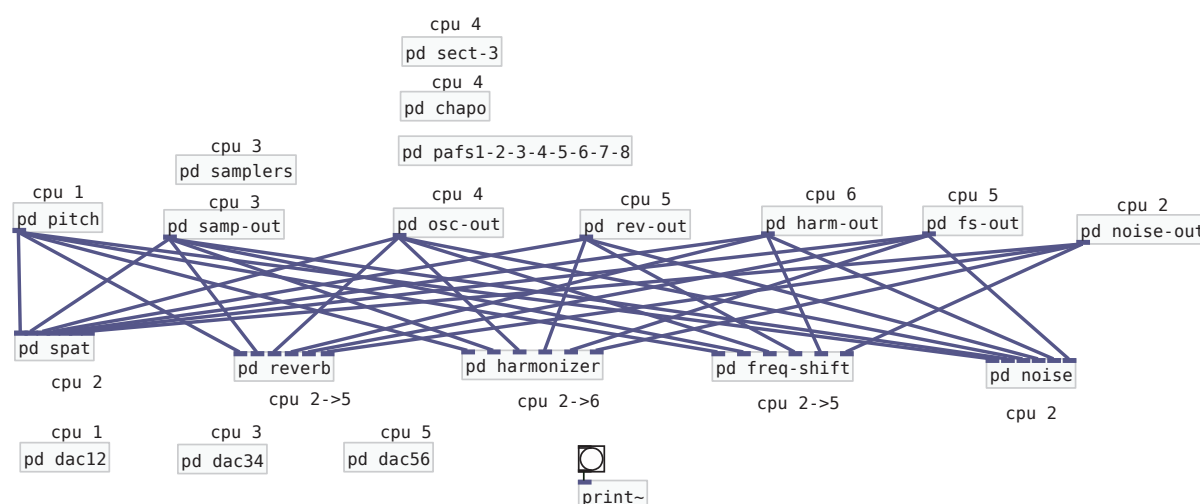 cpu 4
pd sect-3
cpu 4
pd chapo
pd pafs1-2-3-4-5-6-7-8
cpu 3
pd samplers
cpu 1
pd pitch
cpu 3
pd samp-out
cpu 4
pd osc-out
cpu 5
pd rev-out
cpu 6
pd harm-out
cpu 5
pd fs-out
cpu 2
pd noise-out
pd spat
cpu 2
pd reverb
cpu 2->5
pd harmonizer
cpu 2->6
pd freq-shift
cpu 2->5
pd noise
cpu 2
cpu 1
pd dac12
cpu 3
pd dac34
cpu 5
pd dac56
print~